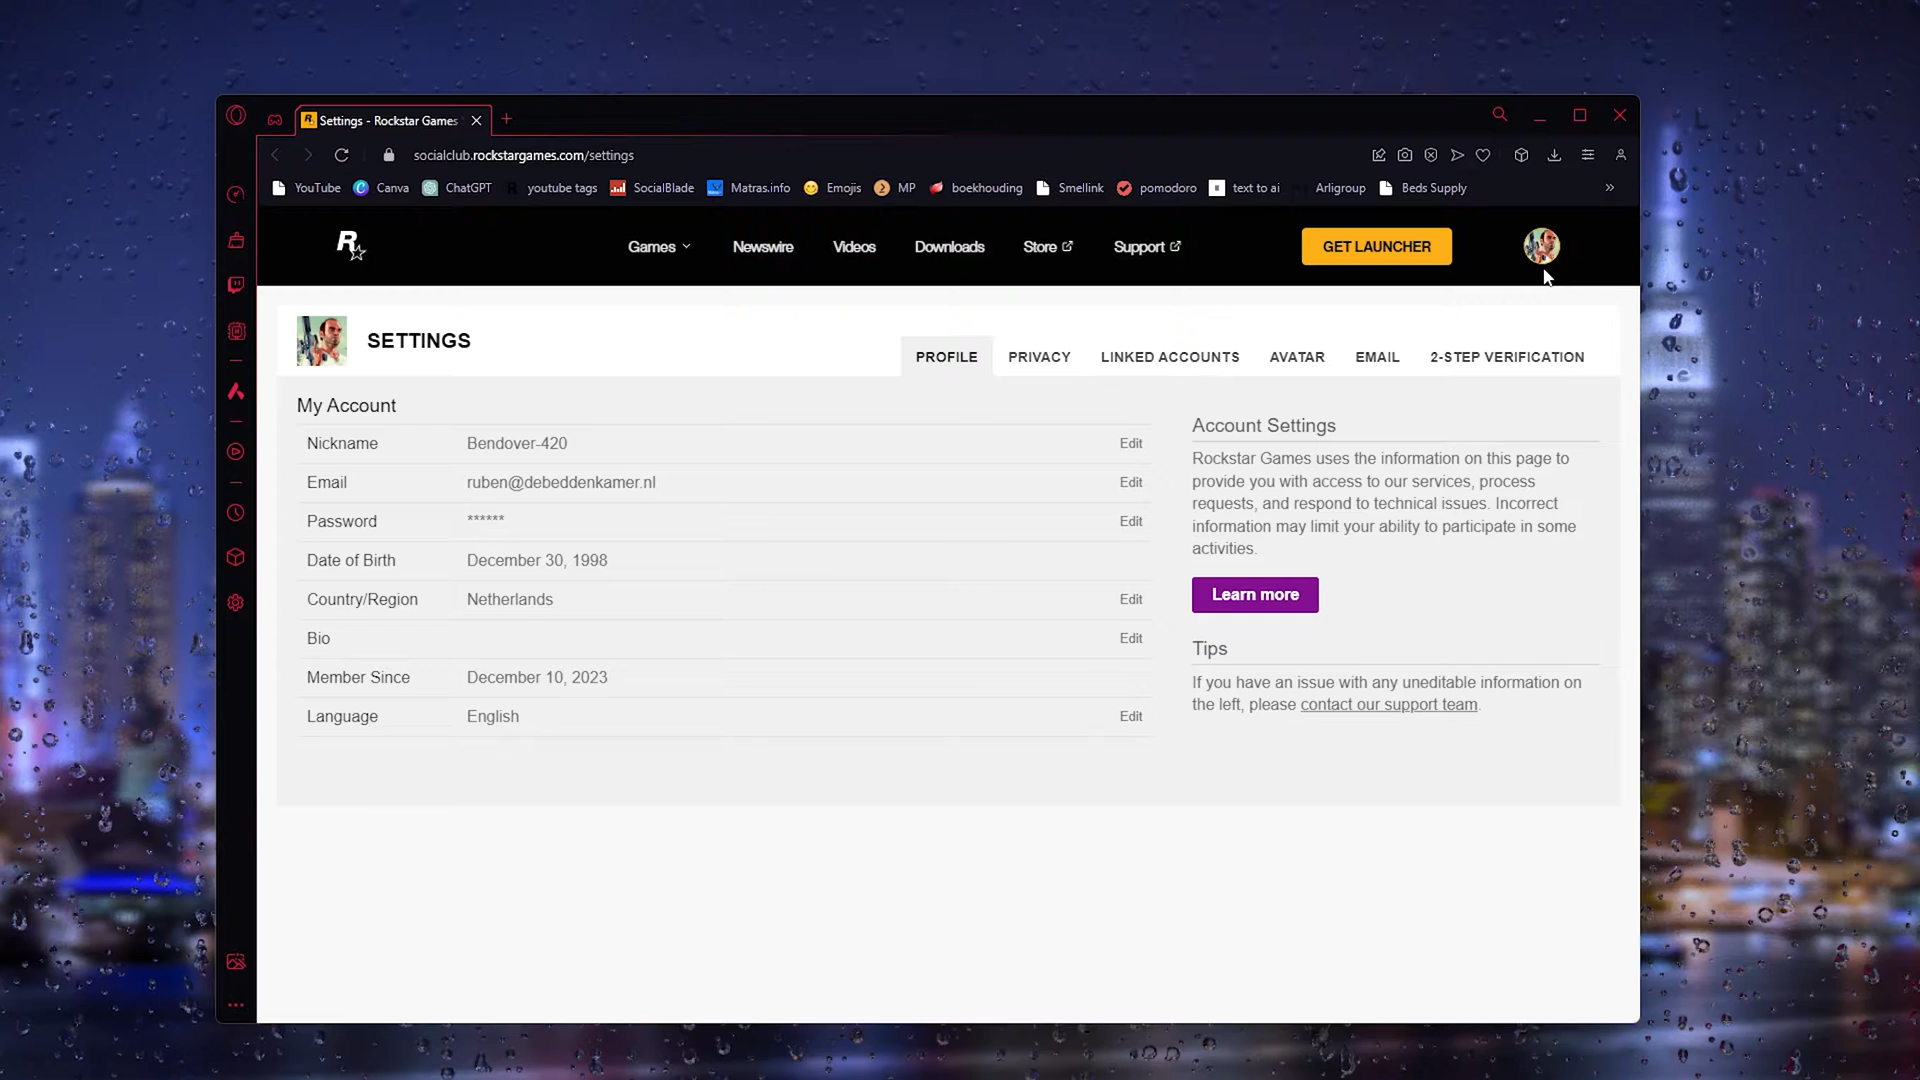 Settings - Rockstar Games
socialclub.rockstargames.com/settings
YouTube Canva ChatGPT youtube tags SocialBlade Matras.info Emojis MP boekhouding Smellink pomodoro text to ai Arligroup Beds Supply »
R Games Newswire Videos Downloads Store Support GET LAUNCHER
SETTINGS
PROFILE PRIVACY LINKED ACCOUNTS AVATAR EMAIL 2-STEP VERIFICATION
My Account
Nickname Bendover-420 Edit
Email ruben@debeddenkamer.nl Edit
Password ****** Edit
Date of Birth December 30, 1998
Country/Region Netherlands Edit
Bio Edit
Member Since December 10, 2023
Language English Edit
Account Settings
Rockstar Games uses the information on this page to
provide you with access to our services, process
requests, and respond to technical issues. Incorrect
information may limit your ability to participate in some
activities.
Learn more
Tips
If you have an issue with any uneditable information on
the left, please contact our support team.